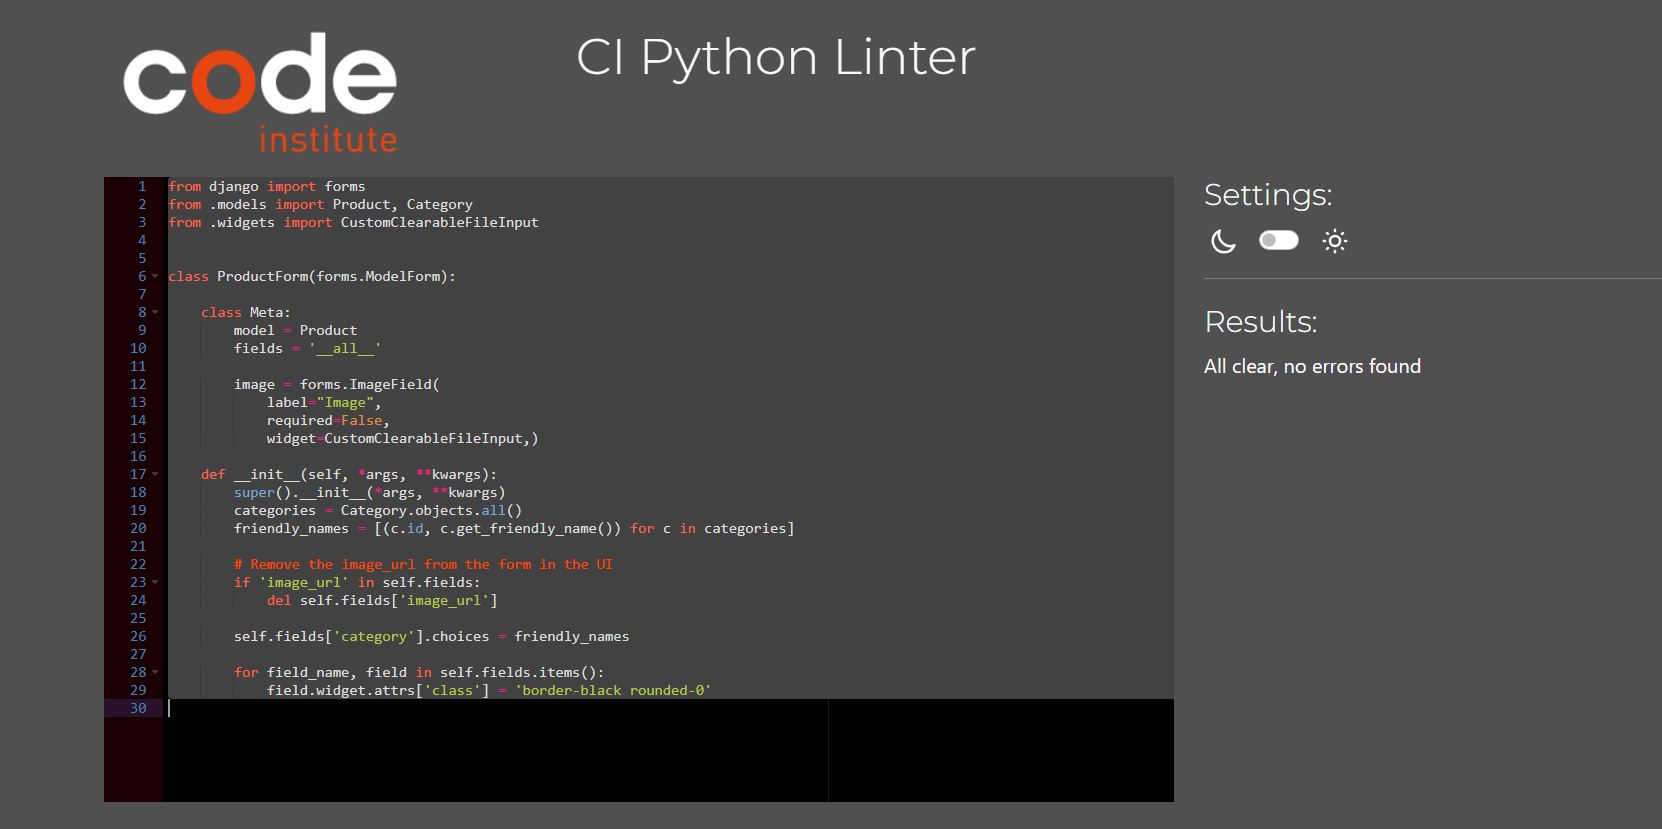 code
institute
CI Python Linter
1 from django import forms
2 from .models import Product, Category
3 from .widgets import CustomClearableFileInput
4
5
6 class ProductForm(forms.ModelForm):
7
8     class Meta:
9         model = Product
10         fields = '__all__'
11
12         image = forms.ImageField(
13             label="Image",
14             required=False,
15             widget=CustomClearableFileInput,)
16
17     def __init__(self, *args, **kwargs):
18         super().__init__(*args, **kwargs)
19         categories = Category.objects.all()
20         friendly_names = [(c.id, c.get_friendly_name()) for c in categories]
21
22         # Remove the image_url from the form in the UI
23         if 'image_url' in self.fields:
24             del self.fields['image_url']
25
26         self.fields['category'].choices = friendly_names
27
28         for field_name, field in self.fields.items():
29             field.widget.attrs['class'] = 'border-black rounded-0'
30
Settings:
Results:
All clear, no errors found